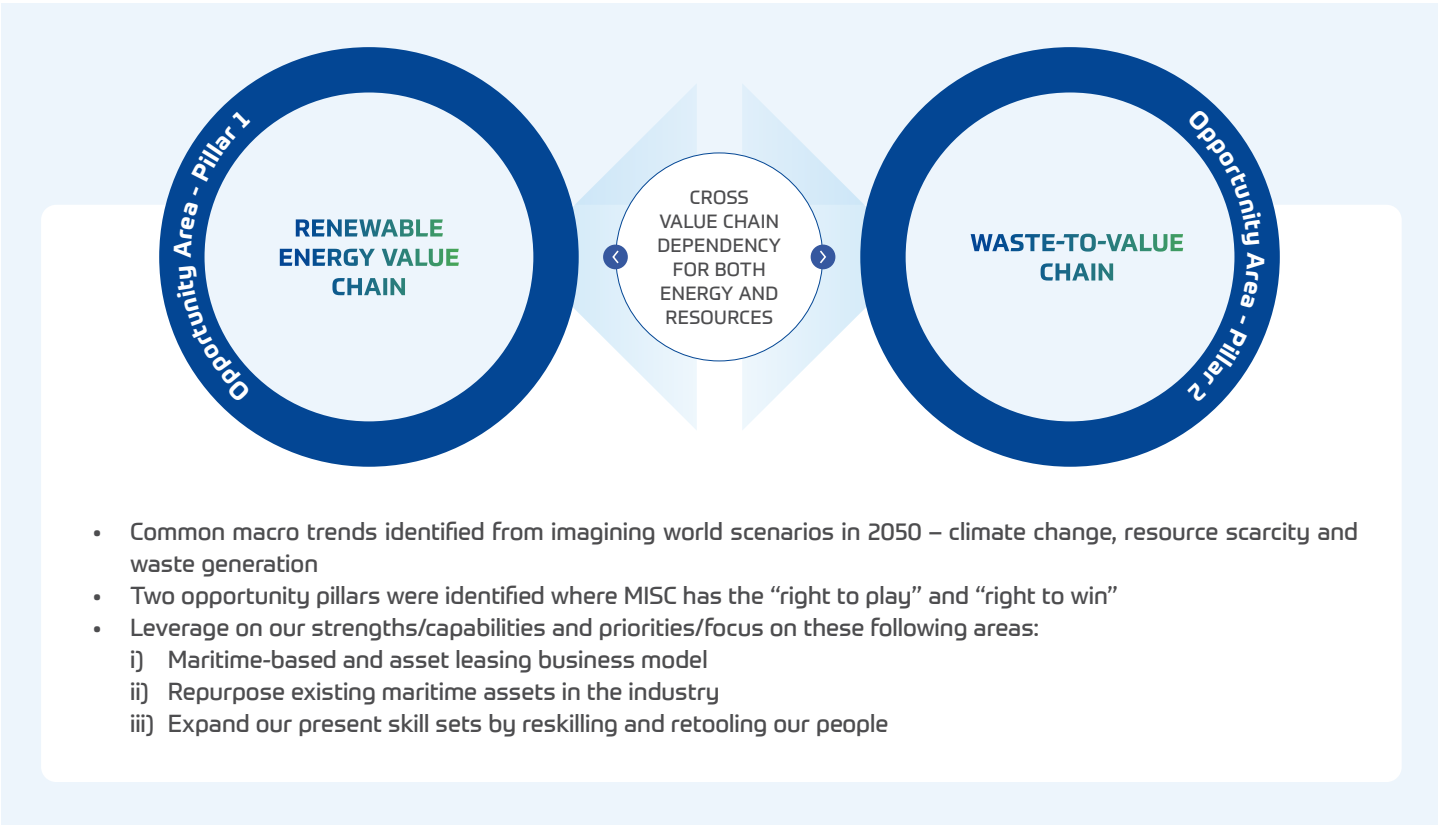 Opportunity Area - Pillar 1
RENEWABLE
ENERGY VALUE
CHAIN
CROSS
VALUE CHAIN
DEPENDENCY
FOR BOTH
ENERGY AND
RESOURCES
Opportunity Area - Pillar 2
WASTE-TO-VALUE
CHAIN
• Common macro trends identified from imagining world scenarios in 2050 – climate change, resource scarcity and
waste generation
• Two opportunity pillars were identified where MISC has the “right to play” and “right to win”
• Leverage on our strengths/capabilities and priorities/focus on these following areas:
i) Maritime-based and asset leasing business model
ii) Repurpose existing maritime assets in the industry
iii) Expand our present skill sets by reskilling and retooling our people